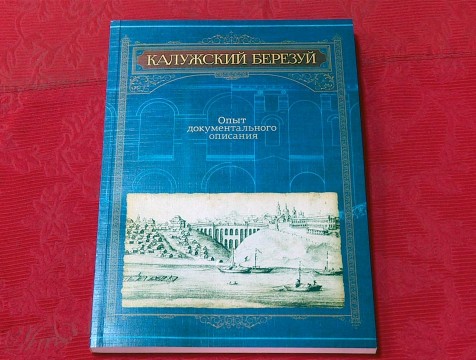 КАЛУЖСКИЙ БЕРЕЗУЙ
Опыт
документального
описания